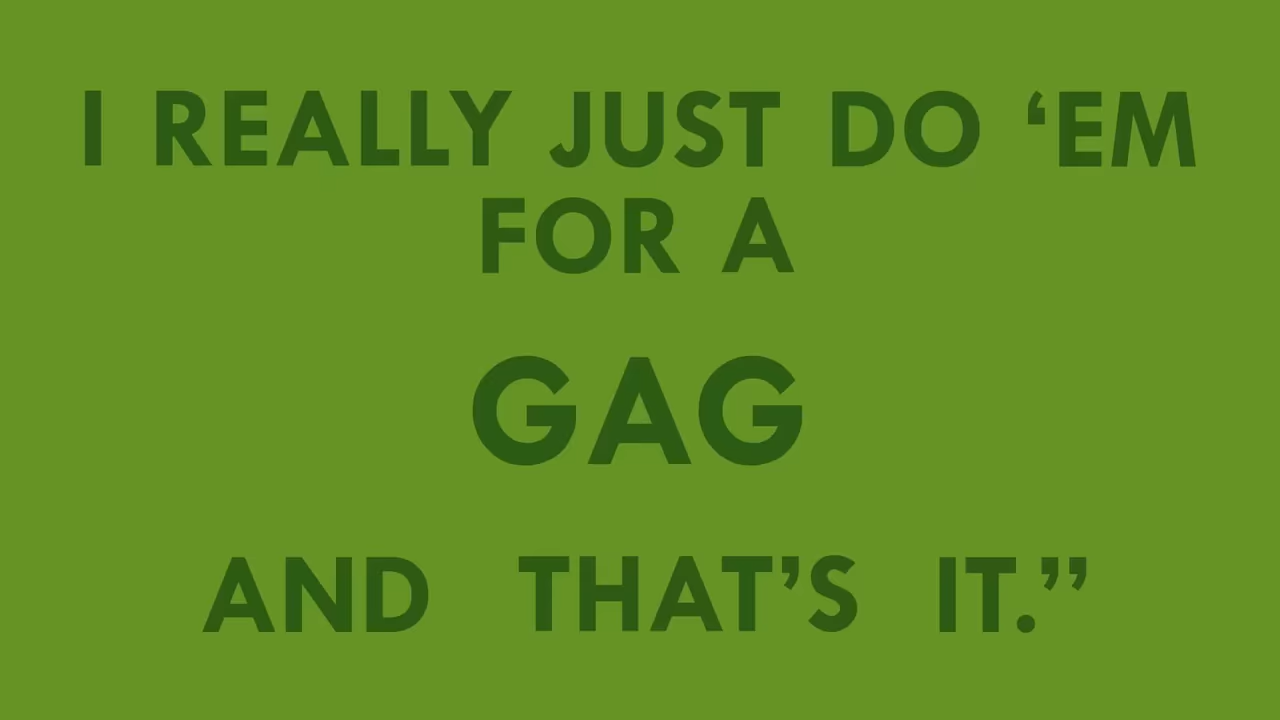 I REALLY JUST DO ‘EM
FOR A
GAG
AND THAT’S IT.”